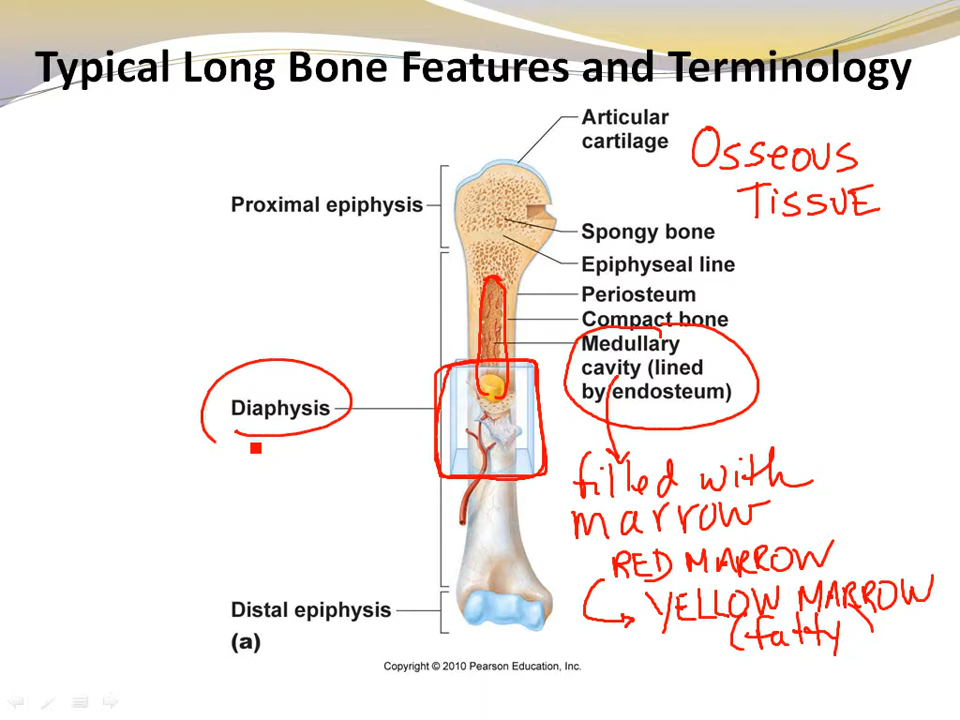 Typical Long Bone Features and Terminology
Articular
cartilage
Osseous
TISSUE
Proximal epiphysis
Spongy bone
Epiphyseal line
Periosteum
Compact bone
Medullary
cavity (lined
by endosteum)
Diaphysis
filled with
marrow
RED MARROW
YELLOW MARROW
(fatty)
Distal epiphysis
(a)
Copyright © 2010 Pearson Education, Inc.